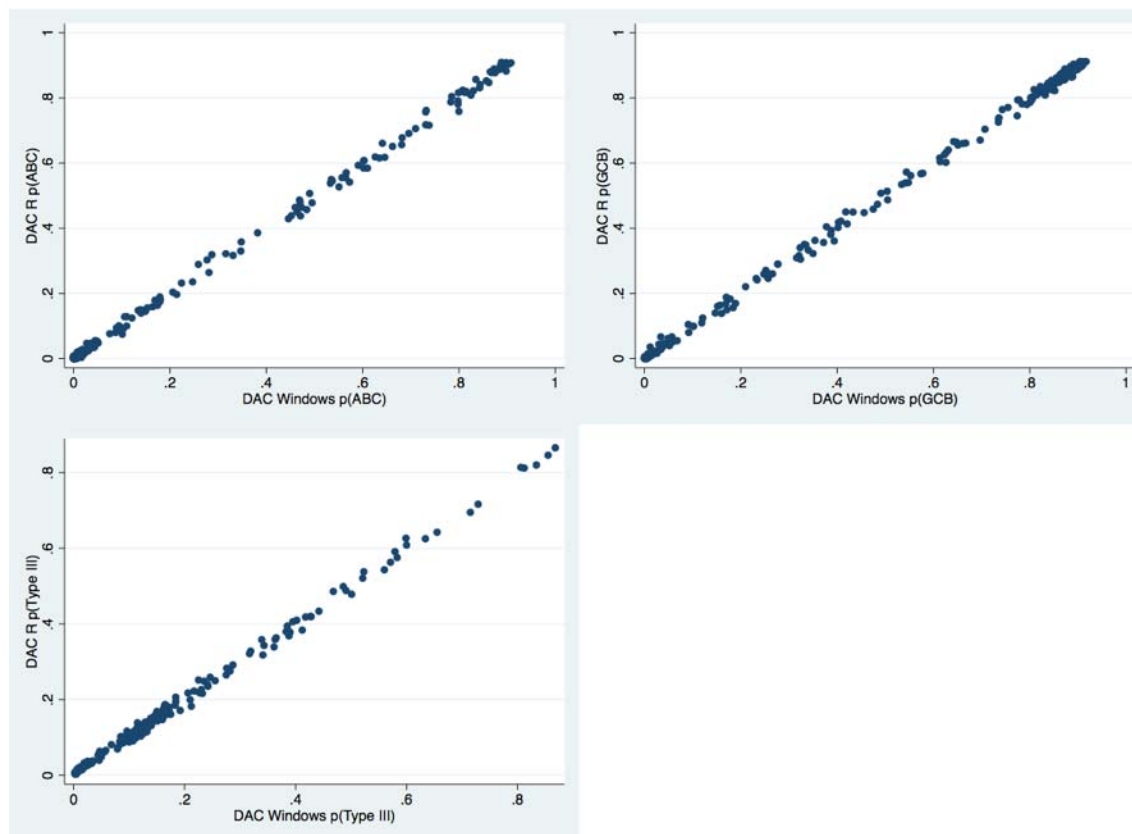 1
.8
.6
.4
.2
0
DAC R p(ABC)
0 .2 .4 .6 .8 1
DAC Windows p(ABC)
1
.8
.6
.4
.2
0
DAC R p(GCB)
0 .2 .4 .6 .8 1
DAC Windows p(GCB)
.8
.6
.4
.2
0
DAC R p(Type III)
0 .2 .4 .6 .8
DAC Windows p(Type III)